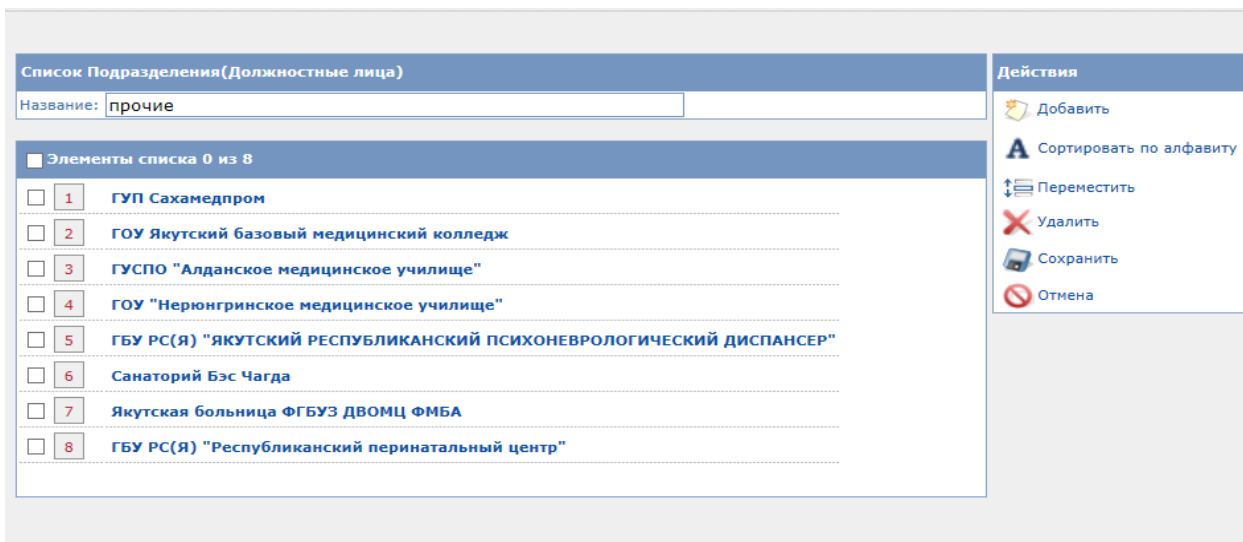 Список Подразделения(Должностные лица)
Название: прочие
Элементы списка 0 из 8
1 ГУП Сахамедпром
2 ГОУ Якутский базовый медицинский колледж
3 ГУСПО "Алданское медицинское училище"
4 ГОУ "Нерюнгринское медицинское училище"
5 ГБУ РС(Я) "ЯКУТСКИЙ РЕСПУБЛИКАНСКИЙ ПСИХОНЕВРОЛОГИЧЕСКИЙ ДИСПАНСЕР"
6 Санаторий Бэс Чагда
7 Якутская больница ФГБУЗ ДВОМЦ ФМБА
8 ГБУ РС(Я) "Республиканский перинатальный центр"
Действия
Добавить
Сортировать по алфавиту
Переместить
Удалить
Сохранить
Отмена